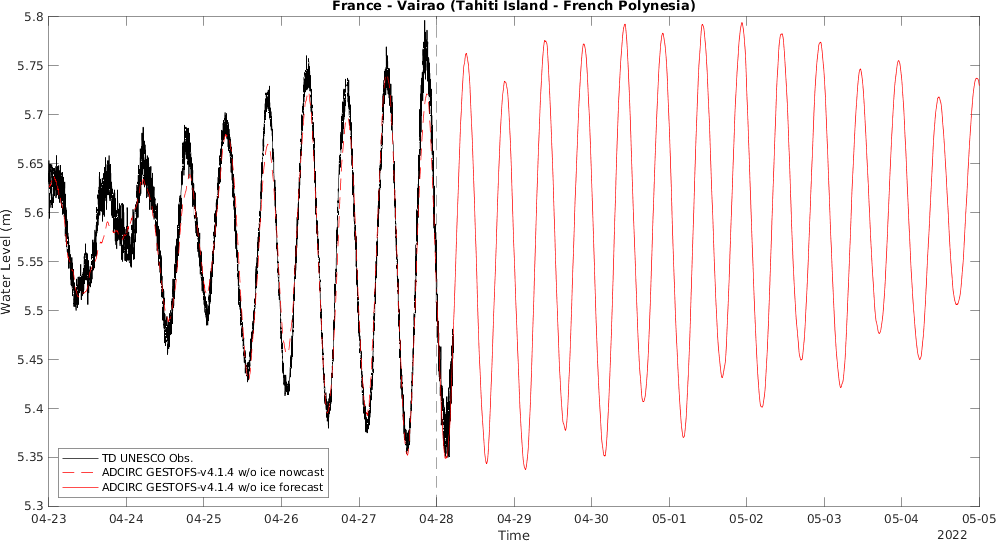 France - Vairao (Tahiti Island - French Polynesia)
5.8
5.75
5.7
5.65
5.6
5.55
5.5
5.45
5.4
5.35
5.3
Water Level (m)
TD UNESCO Obs.
ADCIRC GESTOFS-v4.1.4 w/o ice nowcast
ADCIRC GESTOFS-v4.1.4 w/o ice forecast
04-23 04-24 04-25 04-26 04-27 04-28 04-29 04-30 05-01 05-02 05-03 05-04 05-05
Time
2022